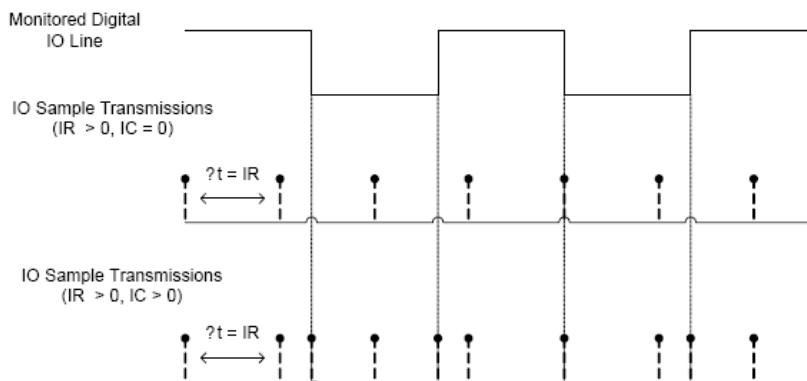 Monitored Digital
IO Line
IO Sample Transmissions
(IR > 0, IC = 0)
?t = IR
IO Sample Transmissions
(IR > 0, IC > 0)
?t = IR